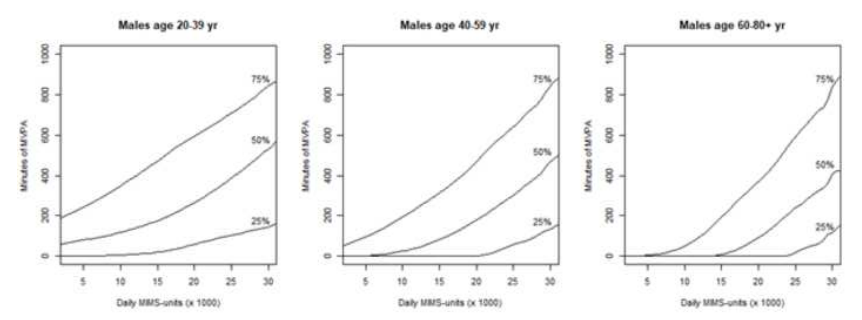 Males age 20-39 yr
Minutes of MVPA
1000
800
600
400
200
0
75%
50%
25%
5 10 15 20 25 30
Daily MIMS-units (x 1000)
Males age 40-59 yr
Minutes of MVPA
1000
800
600
400
200
0
75%
50%
25%
5 10 15 20 25 30
Daily MIMS-units (x 1000)
Males age 60-80+ yr
Minutes of MVPA
1000
800
600
400
200
0
75%
50%
25%
5 10 15 20 25 30
Daily MIMS-units (x 1000)